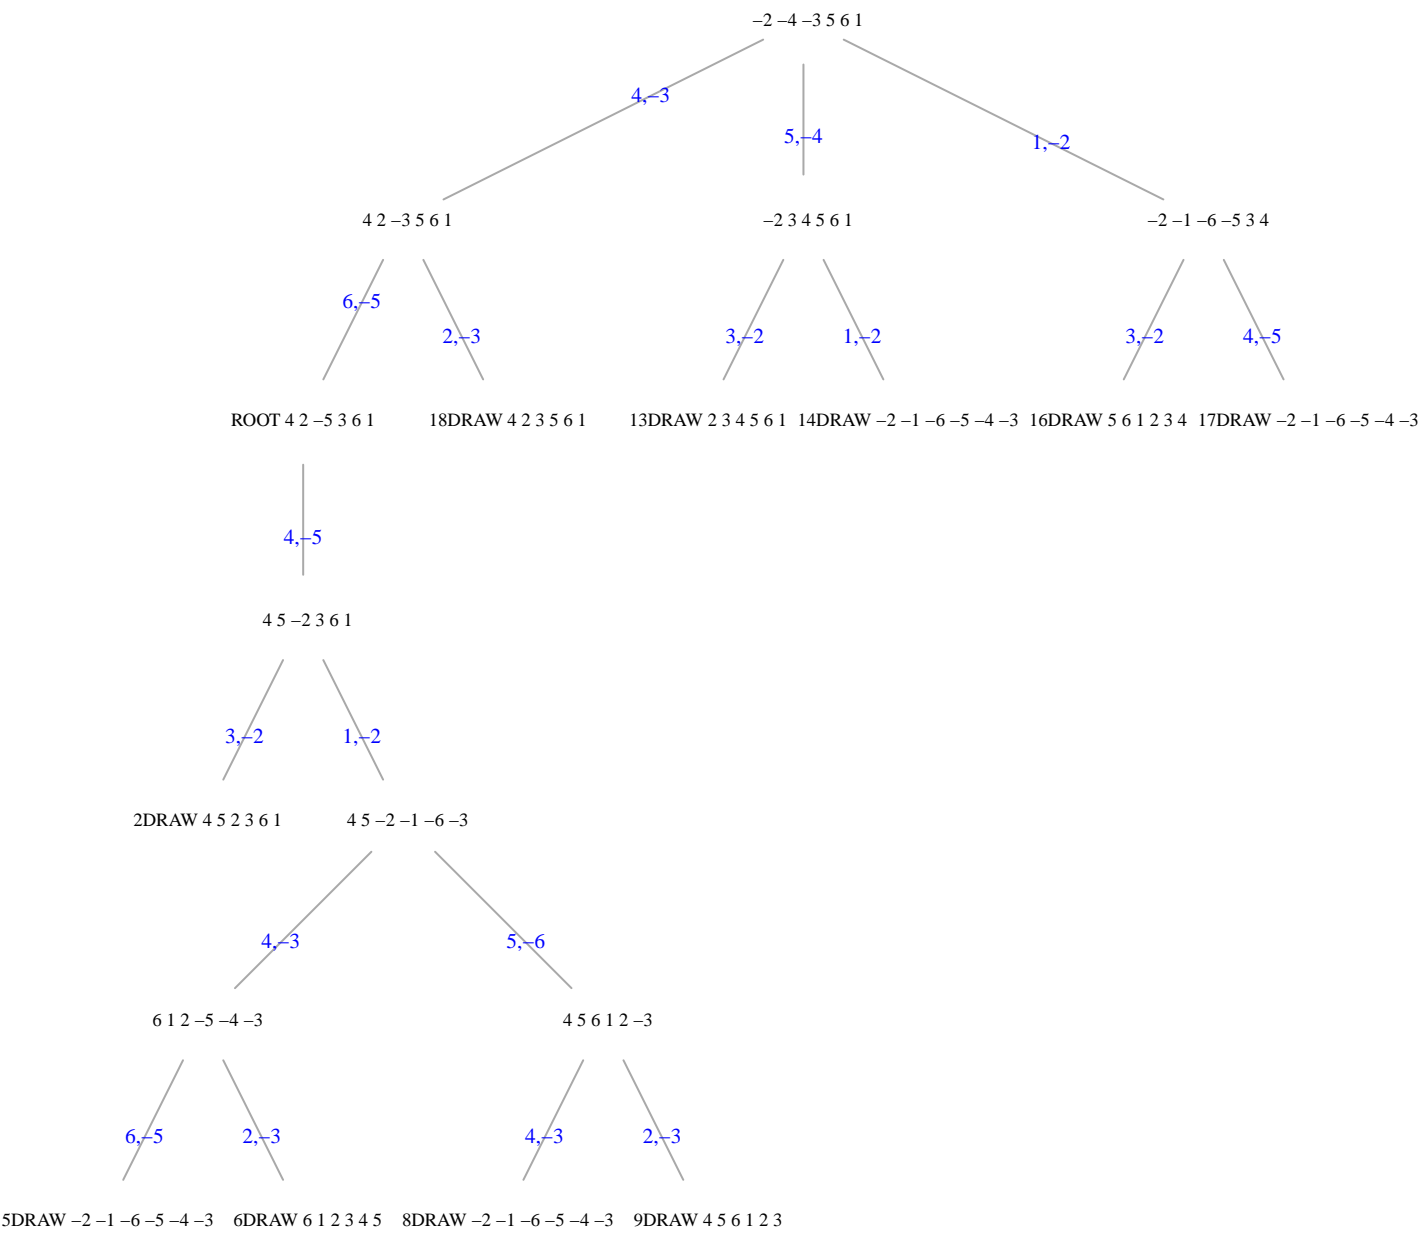 –2 –4 –3 5 6 1
4,–3
5,–4
1,–2
4 2 –3 5 6 1
–2 3 4 5 6 1
–2 –1 –6 –5 3 4
6,–5
2,–3
3,–2
1,–2
3,–2
4,–5
ROOT 4 2 –5 3 6 1
18DRAW 4 2 3 5 6 1
13DRAW 2 3 4 5 6 1
14DRAW –2 –1 –6 –5 –4 –3
16DRAW 5 6 1 2 3 4
17DRAW –2 –1 –6 –5 –4 –3
4,–5
4 5 –2 3 6 1
3,–2
1,–2
2DRAW 4 5 2 3 6 1
4 5 –2 –1 –6 –3
4,–3
5,–6
6 1 2 –5 –4 –3
4 5 6 1 2 –3
6,–5
2,–3
4,–3
2,–3
5DRAW –2 –1 –6 –5 –4 –3
6DRAW 6 1 2 3 4 5
8DRAW –2 –1 –6 –5 –4 –3
9DRAW 4 5 6 1 2 3